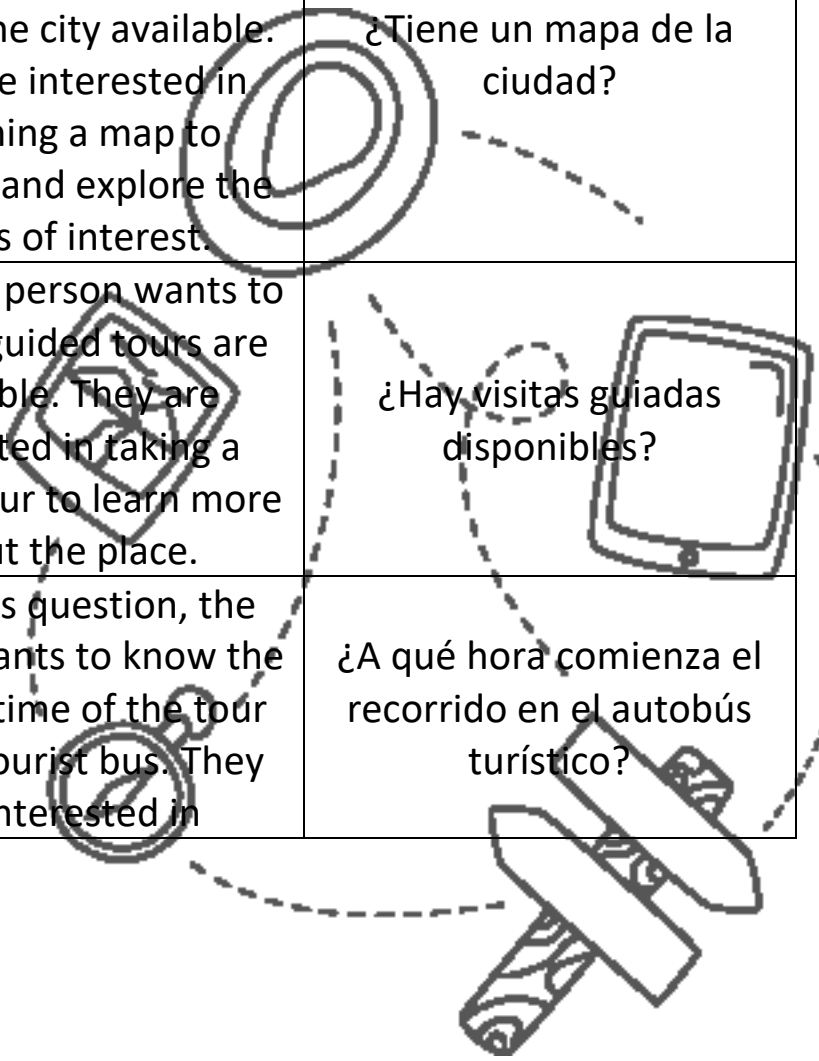 he city available.
e interested in
ning a map to
and explore the
s of interest.
¿Tiene un mapa de la
ciudad?
person wants to
guided tours are
ble. They are
ted in taking a
ur to learn more
ut the place.
¿Hay visitas guiadas
disponibles?
s question, the
ants to know the
time of the tour
ourist bus. They
nterested in
¿A qué hora comienza el
recorrido en el autobús
turístico?